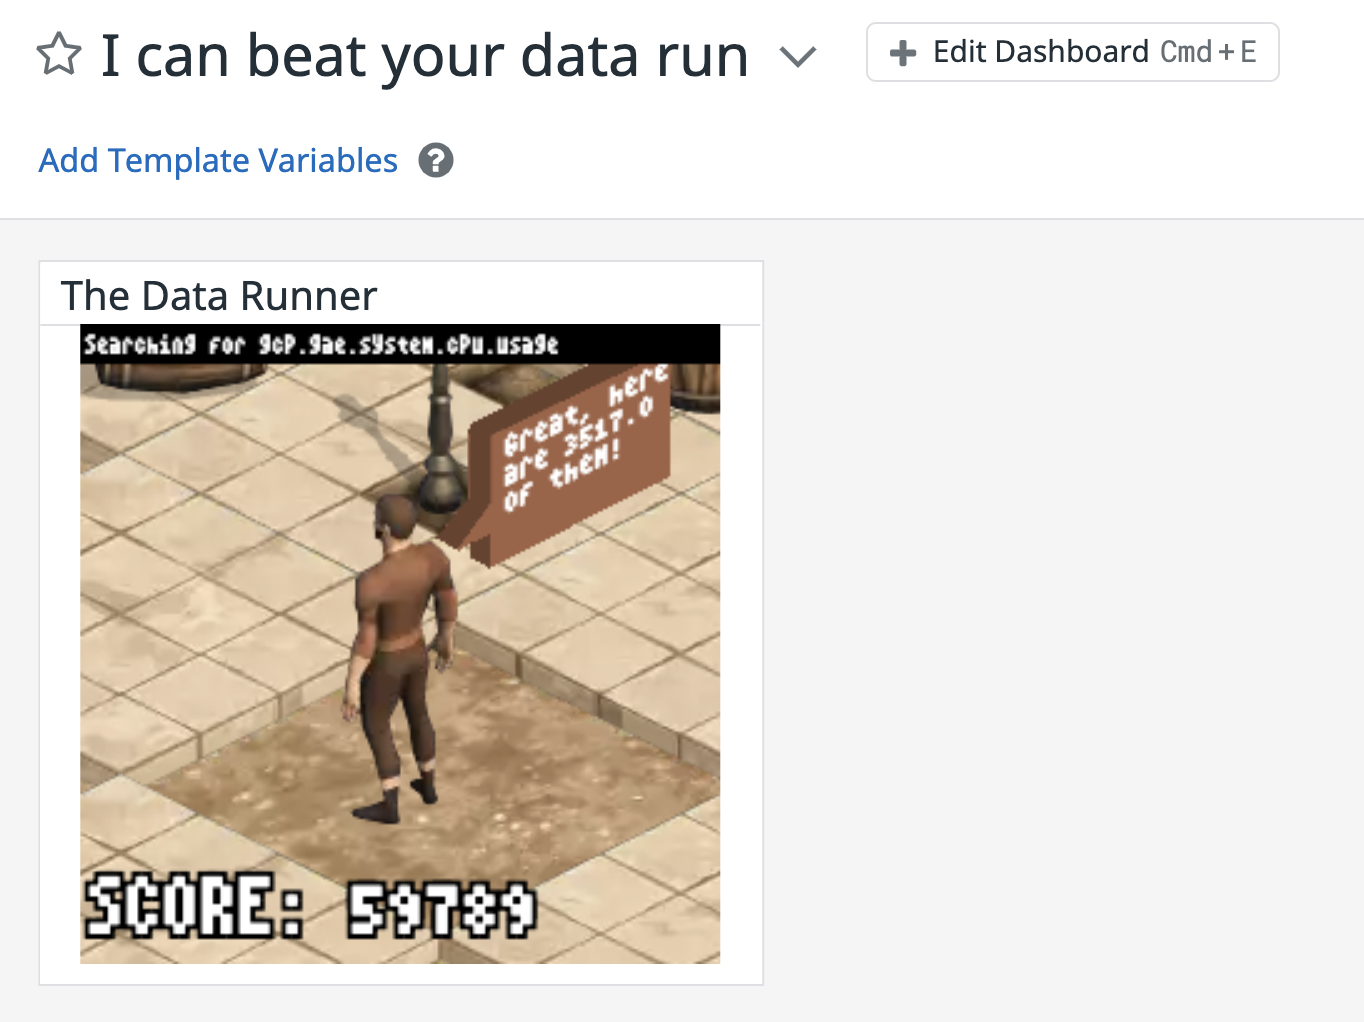 I can beat your data run
Edit Dashboard Cmd+E
Add Template Variables
?
The Data Runner
Searching for gcp.gae.system.cpu.usage
Great, here
are 3517.0
of them!
SCORE: 59789